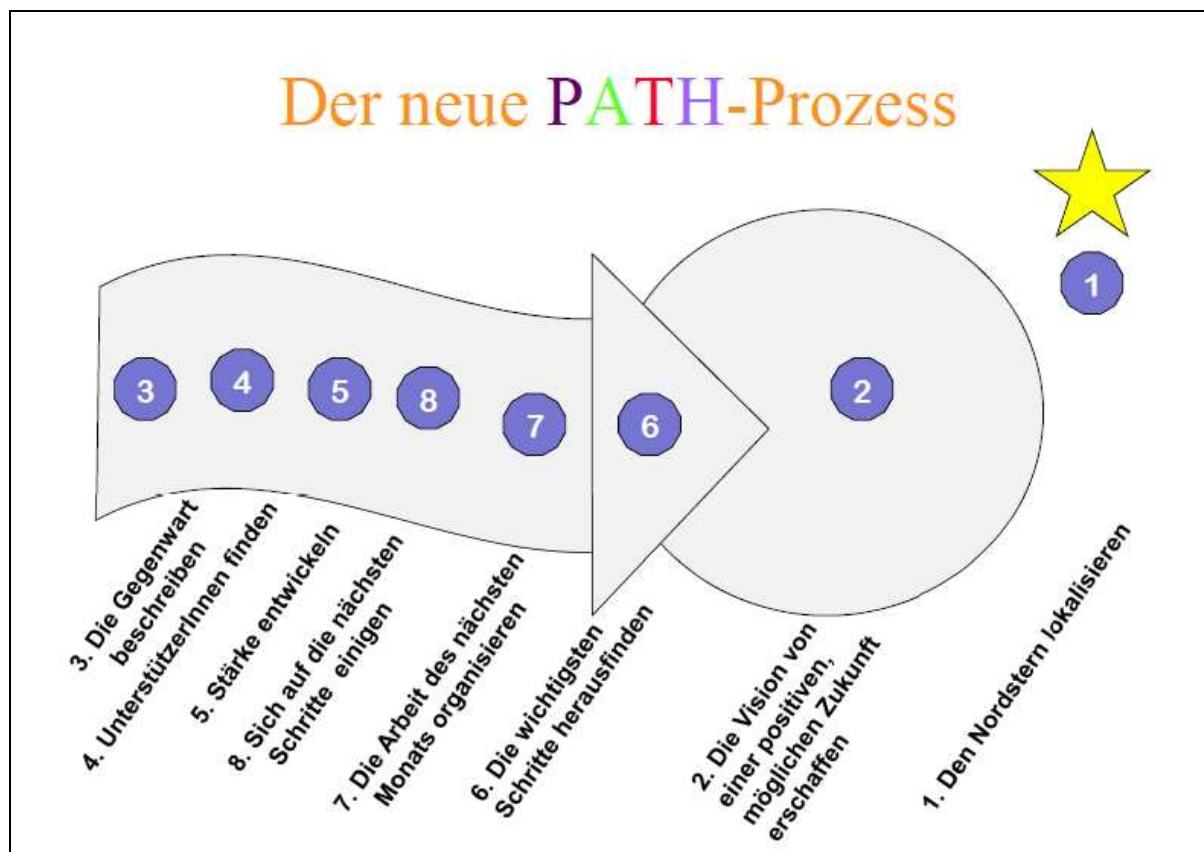 Der neue PATH-Prozess
1
3
4
5
8
7
6
2
3. Die Gegenwart
beschreiben
4. UnterstützerInnen finden
5. Stärke entwickeln
8. Sich auf die nächsten
Schritte einigen
7. Die Arbeit des nächsten
Monats organisieren
6. Die wichtigsten
Schritte herausfinden
2. Die Vision von
einer positiven,
möglichen Zukunft
erschaffen
1. Den Nordstern lokalisieren